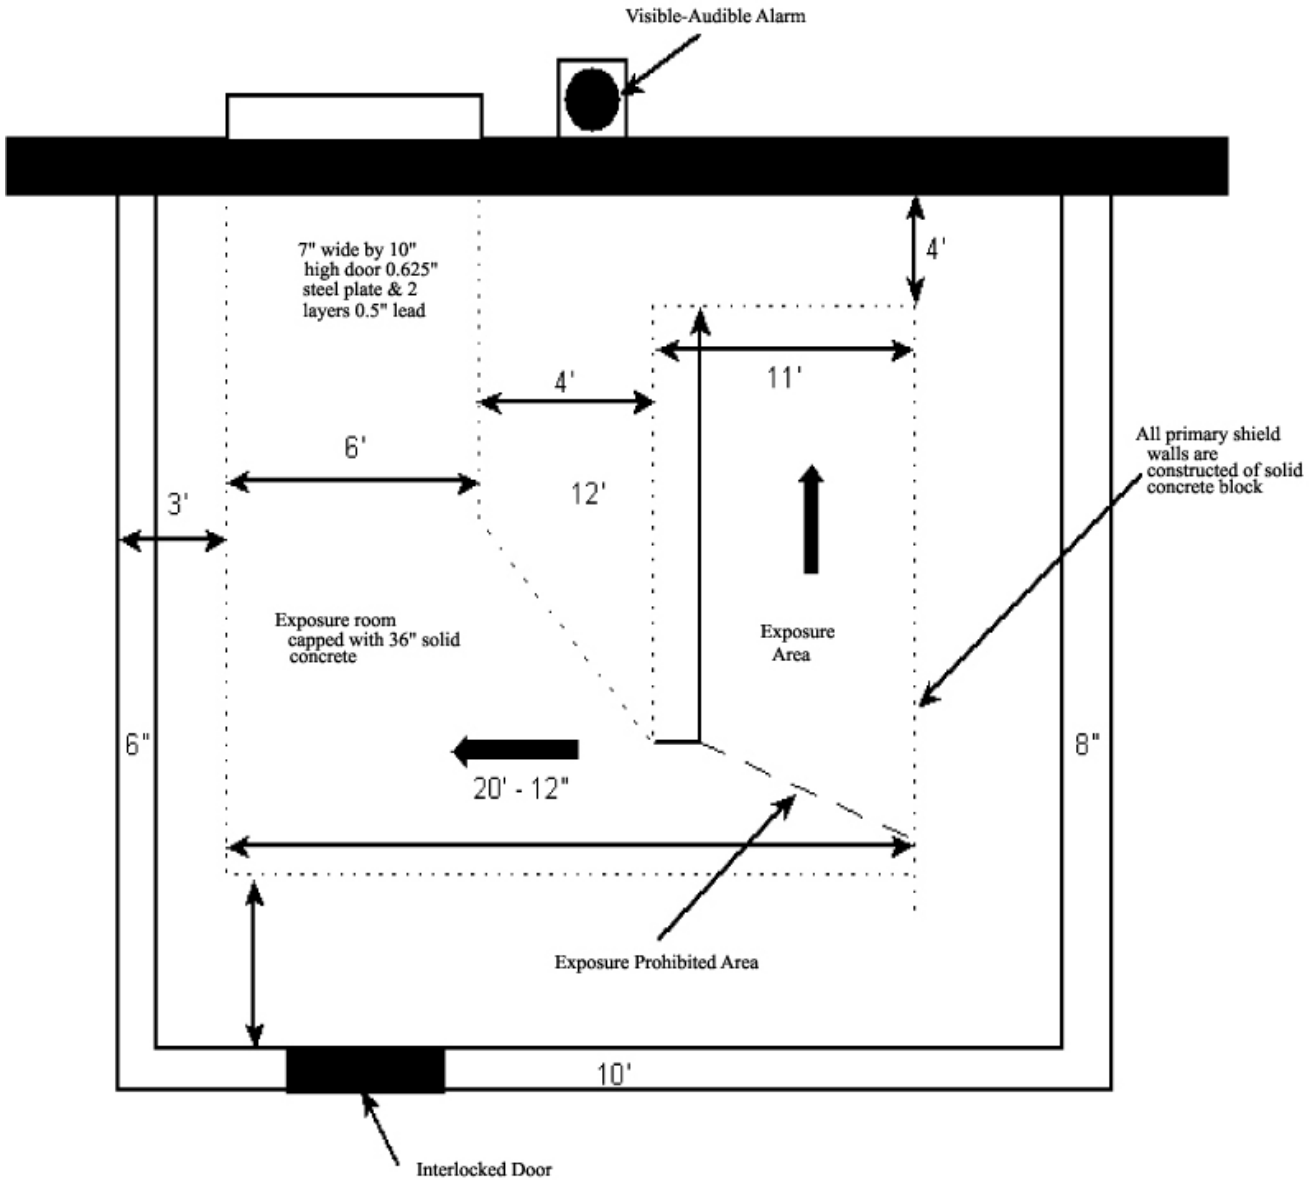 Visible-Audible Alarm
7" wide by 10"
high door 0.625"
steel plate & 2
layers 0.5" lead
4'
11'
4'
6'
3'
12'
All primary shield
walls are
constructed of solid
concrete block
Exposure room
capped with 36" solid
concrete
Exposure
Area
6"
8"
20' - 12"
Exposure Prohibited Area
10'
Interlocked Door